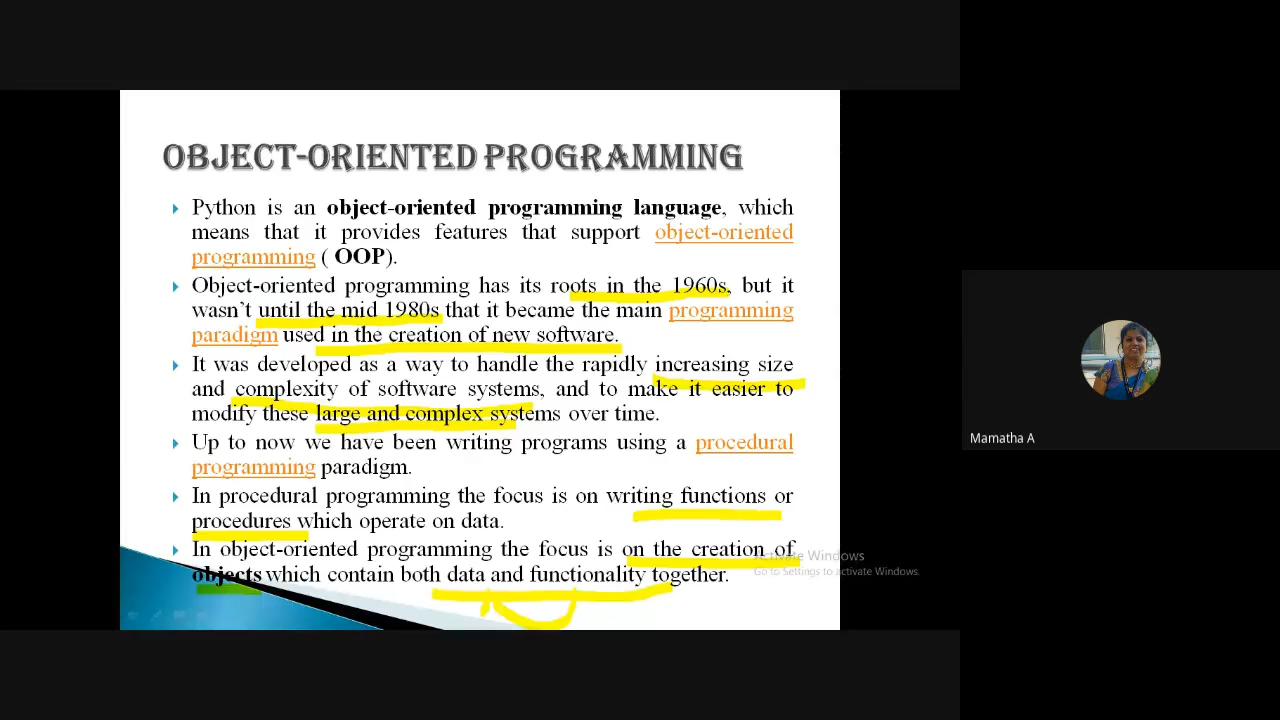 OBJECT-ORIENTED PROGRAMMING
Python is an object-oriented programming language, which
means that it provides features that support object-oriented
programming ( OOP).
Object-oriented programming has its roots in the 1960s, but it
wasn't until the mid 1980s that it became the main programming
paradigm used in the creation of new software.
It was developed as a way to handle the rapidly increasing size
and complexity of software systems, and to make it easier to
modify these large and complex systems over time.
Up to now we have been writing programs using a procedural
programming paradigm.
In procedural programming the focus is on writing functions or
procedures which operate on data.
In object-oriented programming the focus is on the creation of
objects which contain both data and functionality together.
Activate Windows
Go to Settings to activate Windows.
Mamatha A